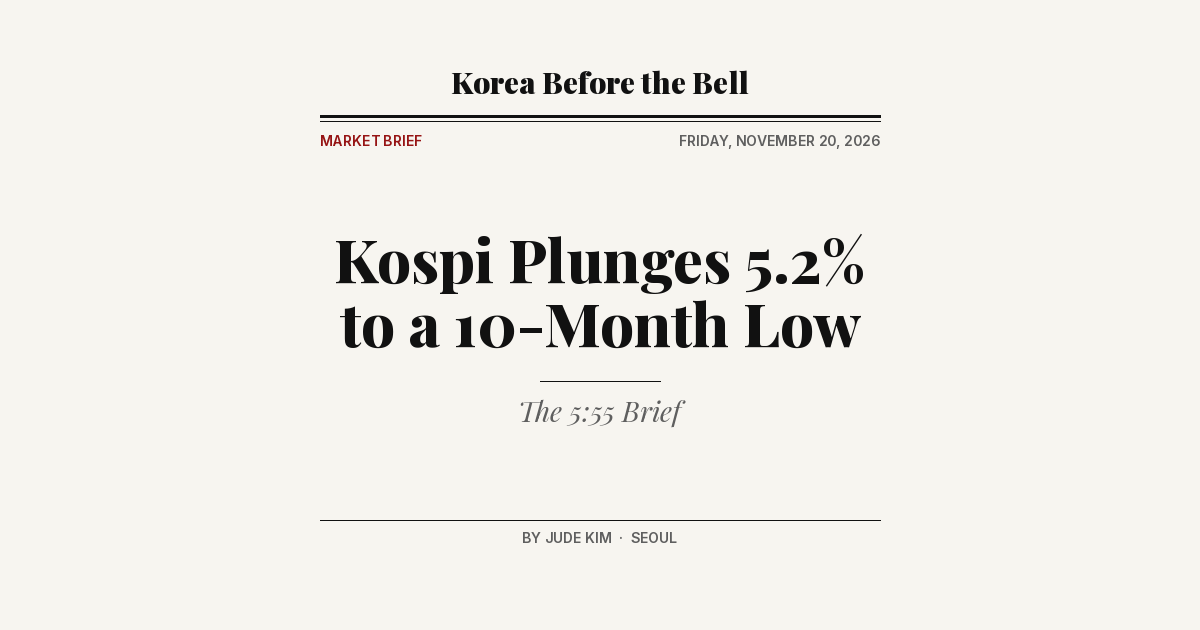 Korea Before the Bell
MARKET BRIEF
FRIDAY, NOVEMBER 20, 2026
Kospi Plunges 5.2%
to a 10-Month Low
The 5:55 Brief
BY JUDE KIM · SEOUL